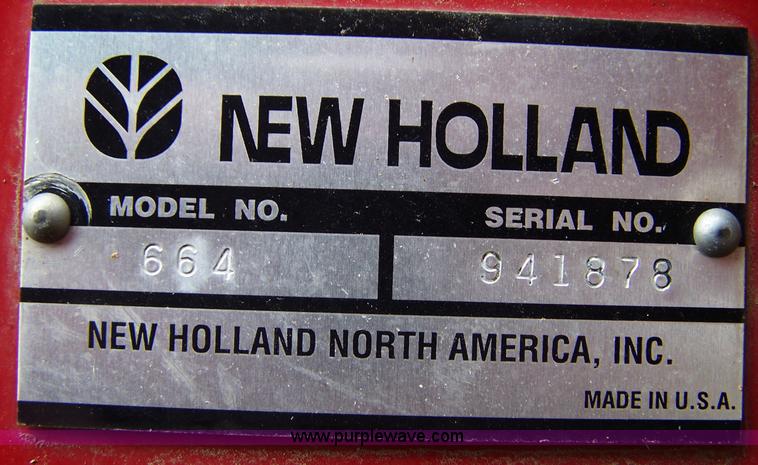 NEW HOLLAND
MODEL NO. SERIAL NO.
664 941878
NEW HOLLAND NORTH AMERICA, INC.
MADE IN U.S.A.
www.purplewave.com